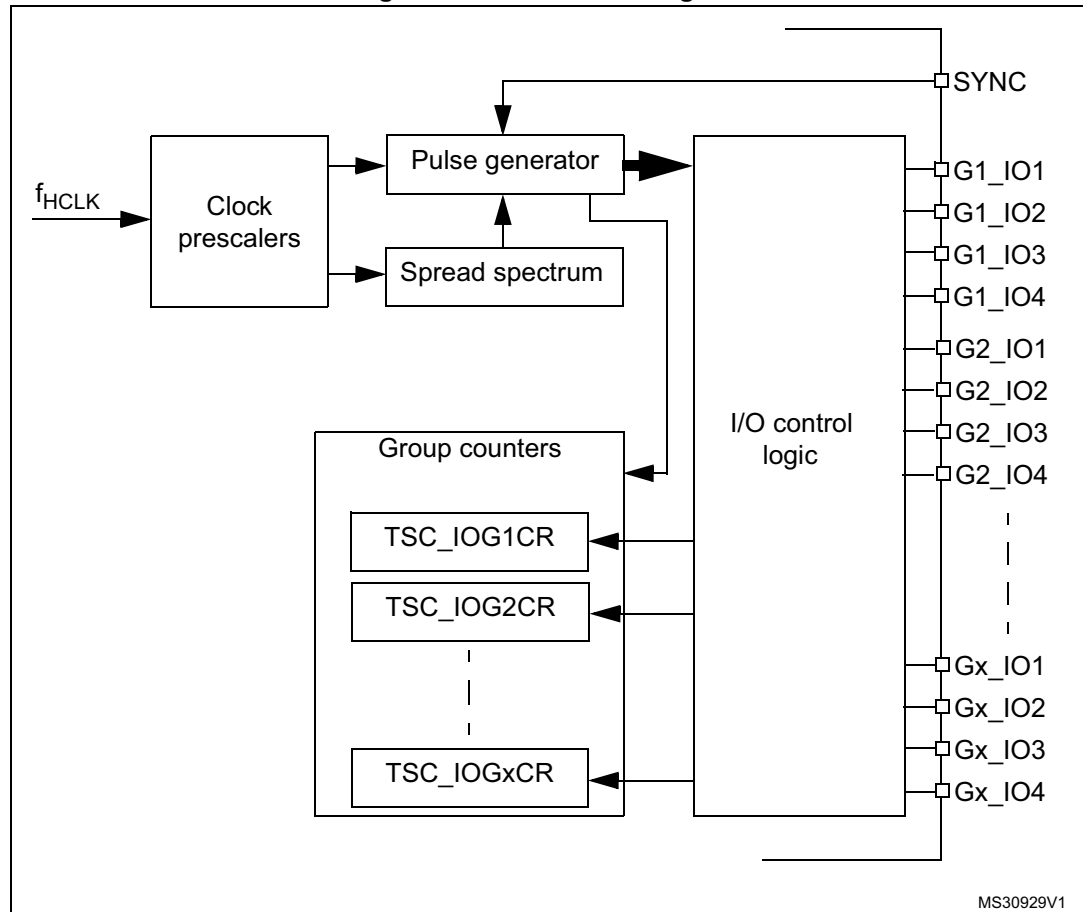 SYNC
Pulse generator
G1_IO1
fHCLK
Clock
prescalers
G1_IO2
G1_IO3
Spread spectrum
G1_IO4
G2_IO1
G2_IO2
I/O control
logic
G2_IO3
Group counters
G2_IO4
TSC_IOG1CR
TSC_IOG2CR
Gx_IO1
Gx_IO2
Gx_IO3
TSC_IOGxCR
Gx_IO4
MS30929V1